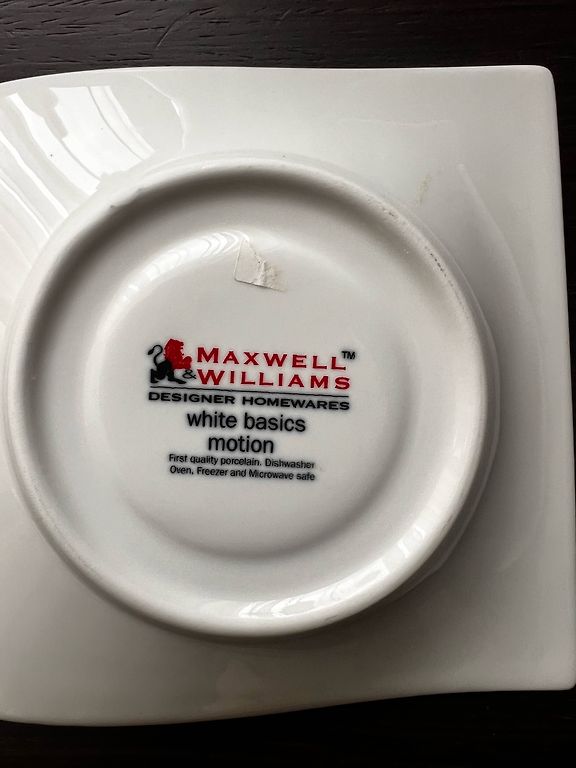 MAXWELL™
& WILLIAMS
DESIGNER HOMEWARES
white basics
motion
First quality porcelain. Dishwasher
Oven, Freezer and Microwave safe